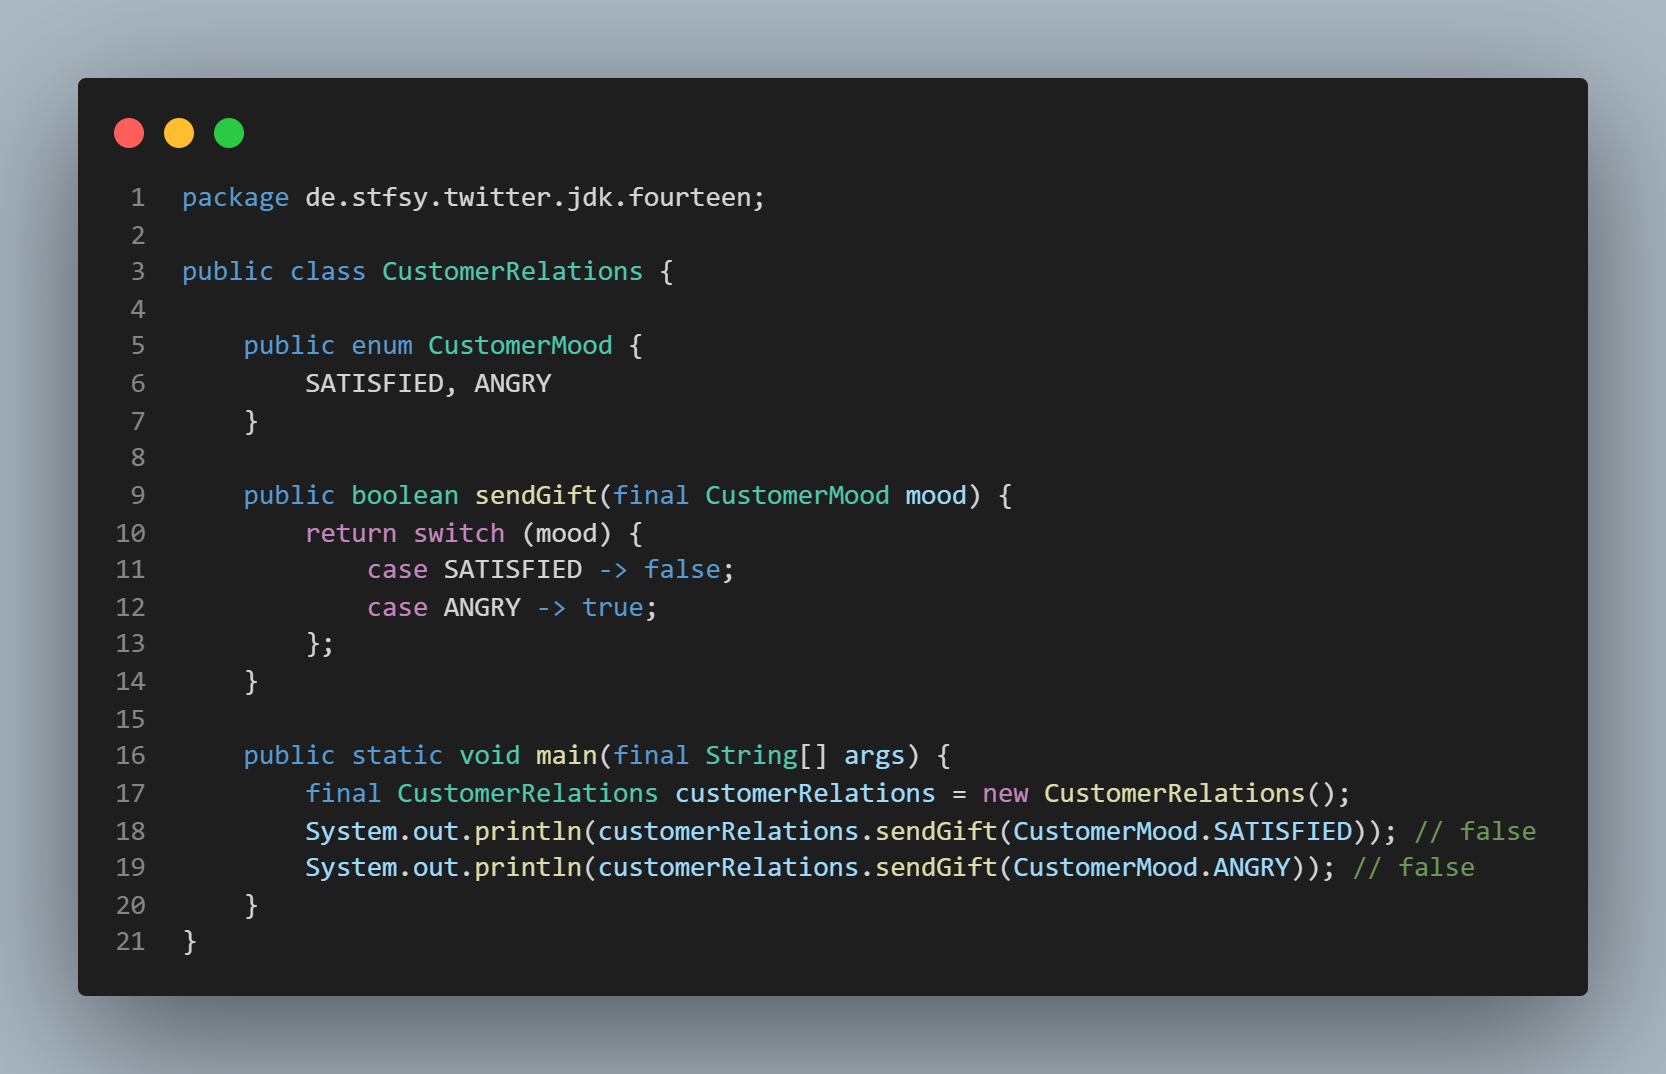 1 package de.stfsy.twitter.jdk.fourteen;
2
3 public class CustomerRelations {
4
5     public enum CustomerMood {
6         SATISFIED, ANGRY
7     }
8
9     public boolean sendGift(final CustomerMood mood) {
10         return switch (mood) {
11             case SATISFIED -> false;
12             case ANGRY -> true;
13         };
14     }
15
16     public static void main(final String[] args) {
17         final CustomerRelations customerRelations = new CustomerRelations();
18         System.out.println(customerRelations.sendGift(CustomerMood.SATISFIED)); // false
19         System.out.println(customerRelations.sendGift(CustomerMood.ANGRY)); // false
20     }
21 }